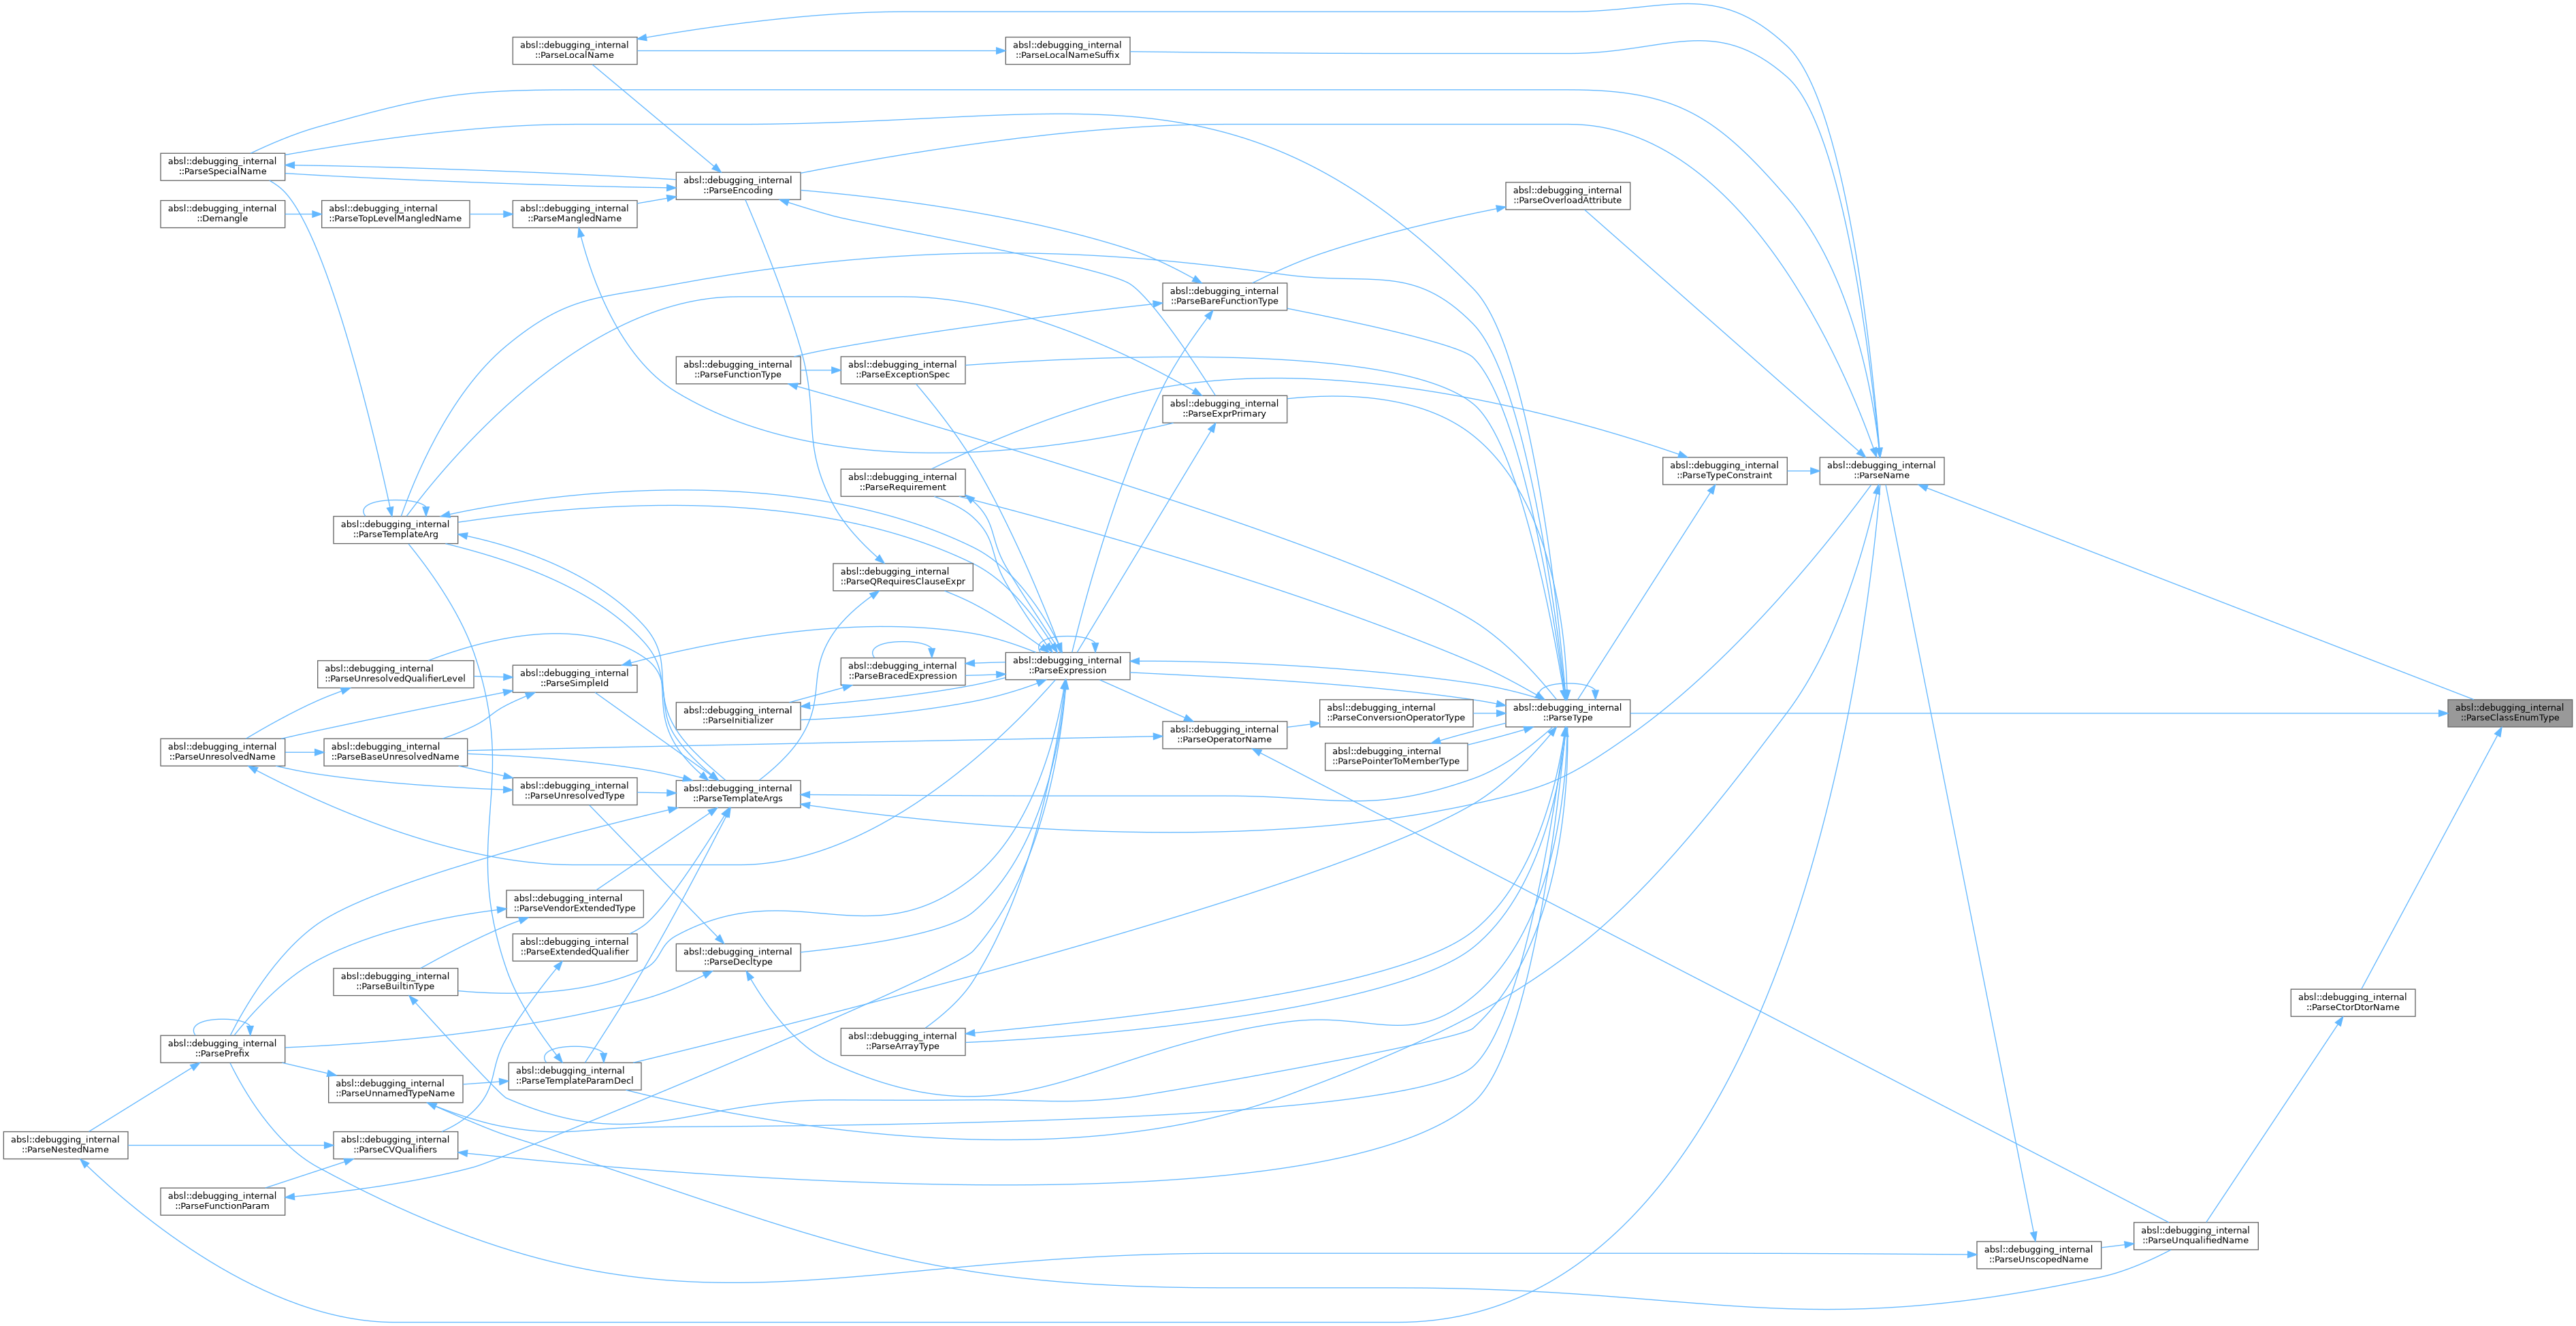 absl::debugging_internal
::ParseLocalName
absl::debugging_internal
::ParseLocalNameSuffix
absl::debugging_internal
::ParseSpecialName
absl::debugging_internal
::ParseEncoding
absl::debugging_internal
::ParseOverloadAttribute
absl::debugging_internal
::Demangle
absl::debugging_internal
::ParseTopLevelMangledName
absl::debugging_internal
::ParseMangledName
absl::debugging_internal
::ParseBareFunctionType
absl::debugging_internal
::ParseFunctionType
absl::debugging_internal
::ParseExceptionSpec
absl::debugging_internal
::ParseExprPrimary
absl::debugging_internal
::ParseRequirement
absl::debugging_internal
::ParseTypeConstraint
absl::debugging_internal
::ParseName
absl::debugging_internal
::ParseTemplateArg
absl::debugging_internal
::ParseQRequiresClauseExpr
absl::debugging_internal
::ParseUnresolvedQualifierLevel
absl::debugging_internal
::ParseSimpleId
absl::debugging_internal
::ParseBracedExpression
absl::debugging_internal
::ParseExpression
absl::debugging_internal
::ParseInitializer
absl::debugging_internal
::ParseConversionOperatorType
absl::debugging_internal
::ParseType
absl::debugging_internal
::ParseClassEnumType
absl::debugging_internal
::ParseUnresolvedName
absl::debugging_internal
::ParseBaseUnresolvedName
absl::debugging_internal
::ParseOperatorName
absl::debugging_internal
::ParsePointerToMemberType
absl::debugging_internal
::ParseUnresolvedType
absl::debugging_internal
::ParseTemplateArgs
absl::debugging_internal
::ParseVendorExtendedType
absl::debugging_internal
::ParseExtendedQualifier
absl::debugging_internal
::ParseDecltype
absl::debugging_internal
::ParseBuiltinType
absl::debugging_internal
::ParseCtorDtorName
absl::debugging_internal
::ParsePrefix
absl::debugging_internal
::ParseArrayType
absl::debugging_internal
::ParseTemplateParamDecl
absl::debugging_internal
::ParseUnnamedTypeName
absl::debugging_internal
::ParseNestedName
absl::debugging_internal
::ParseCVQualifiers
absl::debugging_internal
::ParseFunctionParam
absl::debugging_internal
::ParseUnscopedName
absl::debugging_internal
::ParseUnqualifiedName